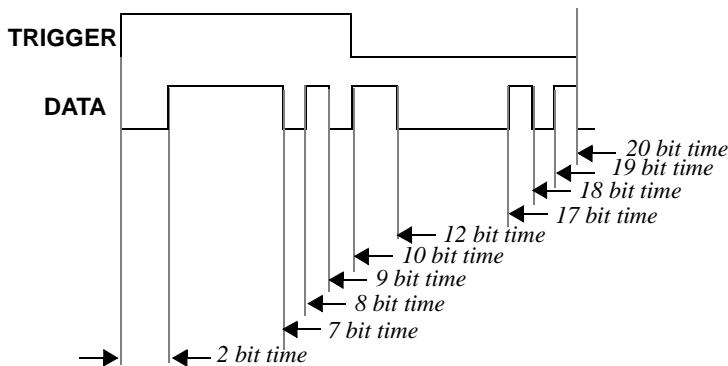 TRIGGER
DATA
20 bit time
19 bit time
18 bit time
17 bit time
12 bit time
10 bit time
9 bit time
8 bit time
7 bit time
2 bit time